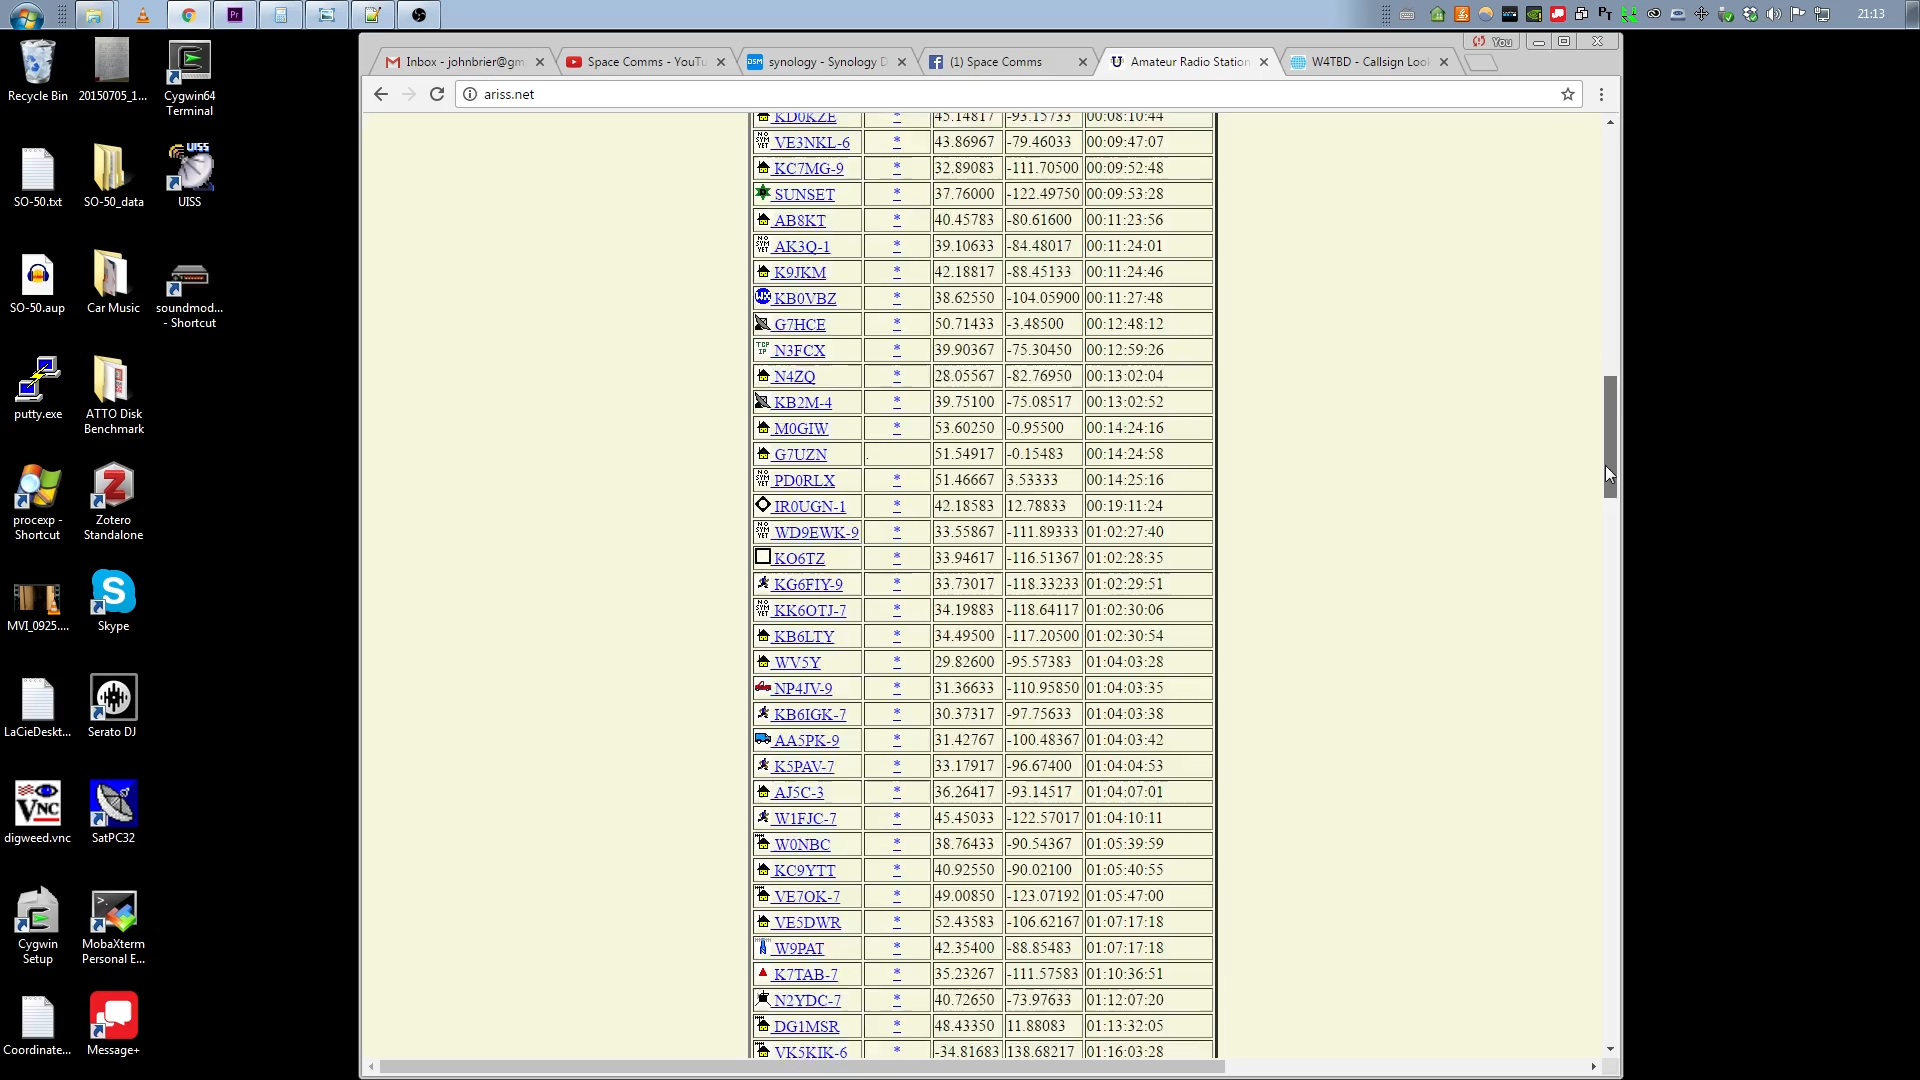 21:13
You
Inbox - johnbrier@gm
Space Comms - YouTu
synology - Synology D
(1) Space Comms
Amateur Radio Station
W4TBD - Callsign Loo
ariss.net
Recycle Bin
20150705_1...
Cygwin64 Terminal
SO-50.txt
SO-50_data
UISS
SO-50.aup
Car Music
soundmod... - Shortcut
putty.exe
ATTO Disk Benchmark
procexp - Shortcut
Zotero Standalone
MVI_0925....
Skype
LaCieDeskt...
Serato DJ
digweed.vnc
SatPC32
Cygwin Setup
MobaXterm Personal E...
Coordinate...
Message+
KD0KZE * 45.14817 -93.15733 00:08:10:44
VE3NKL-6 * 43.86967 -79.46033 00:09:47:07
KC7MG-9 * 32.89083 -111.70500 00:09:52:48
SUNSET * 37.76000 -122.49750 00:09:53:28
AB8KT * 40.45783 -80.61600 00:11:23:56
AK3Q-1 * 39.10633 -84.48017 00:11:24:01
K9JKM * 42.18817 -88.45133 00:11:24:46
KB0VBZ * 38.62550 -104.05900 00:11:27:48
G7HCE * 50.71433 -3.48500 00:12:48:12
N3FCX * 39.90367 -75.30450 00:12:59:26
N4ZQ * 28.05567 -82.76950 00:13:02:04
KB2M-4 * 39.75100 -75.08517 00:13:02:52
M0GIW * 53.60250 -0.95500 00:14:24:16
G7UZN . 51.54917 -0.15483 00:14:24:58
PD0RLX * 51.46667 3.53333 00:14:25:16
IR0UGN-1 * 42.18583 12.78833 00:19:11:24
WD9EWK-9 * 33.55867 -111.89333 01:02:27:40
KO6TZ * 33.94617 -116.51367 01:02:28:35
KG6FIY-9 * 33.73017 -118.33233 01:02:29:51
KK6OTJ-7 * 34.19883 -118.64117 01:02:30:06
KB6LTY * 34.49500 -117.20500 01:02:30:54
WV5Y * 29.82600 -95.57383 01:04:03:28
NP4JV-9 * 31.36633 -110.95850 01:04:03:35
KB6IGK-7 * 30.37317 -97.75633 01:04:03:38
AA5PK-9 * 31.42767 -100.48367 01:04:03:42
K5PAV-7 * 33.17917 -96.67400 01:04:04:53
AJ5C-3 * 36.26417 -93.14517 01:04:07:01
W1FJC-7 * 45.45033 -122.57017 01:04:10:11
W0NBC * 38.76433 -90.54367 01:05:39:59
KC9YTT * 40.92550 -90.02100 01:05:40:55
VE7OK-7 * 49.00850 -123.07192 01:05:47:00
VE5DWR * 52.43583 -106.62167 01:07:17:18
W9PAT * 42.35400 -88.85483 01:07:17:18
K7TAB-7 * 35.23267 -111.57583 01:10:36:51
N2YDC-7 * 40.72650 -73.97633 01:12:07:20
DG1MSR * 48.43350 11.88083 01:13:32:05
VK5KIK-6 * -34.81683 138.68217 01:16:03:28